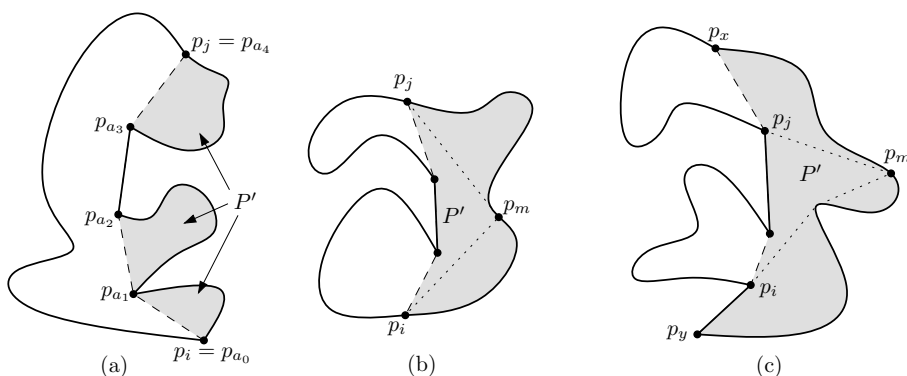 p_j = p_{a_4}
p_{a_3}
P′
p_{a_2}
p_{a_1}
p_i = p_{a_0}
(a)
p_j
P′
p_m
p_i
(b)
p_x
p_j
p_m
P′
p_i
p_y
(c)